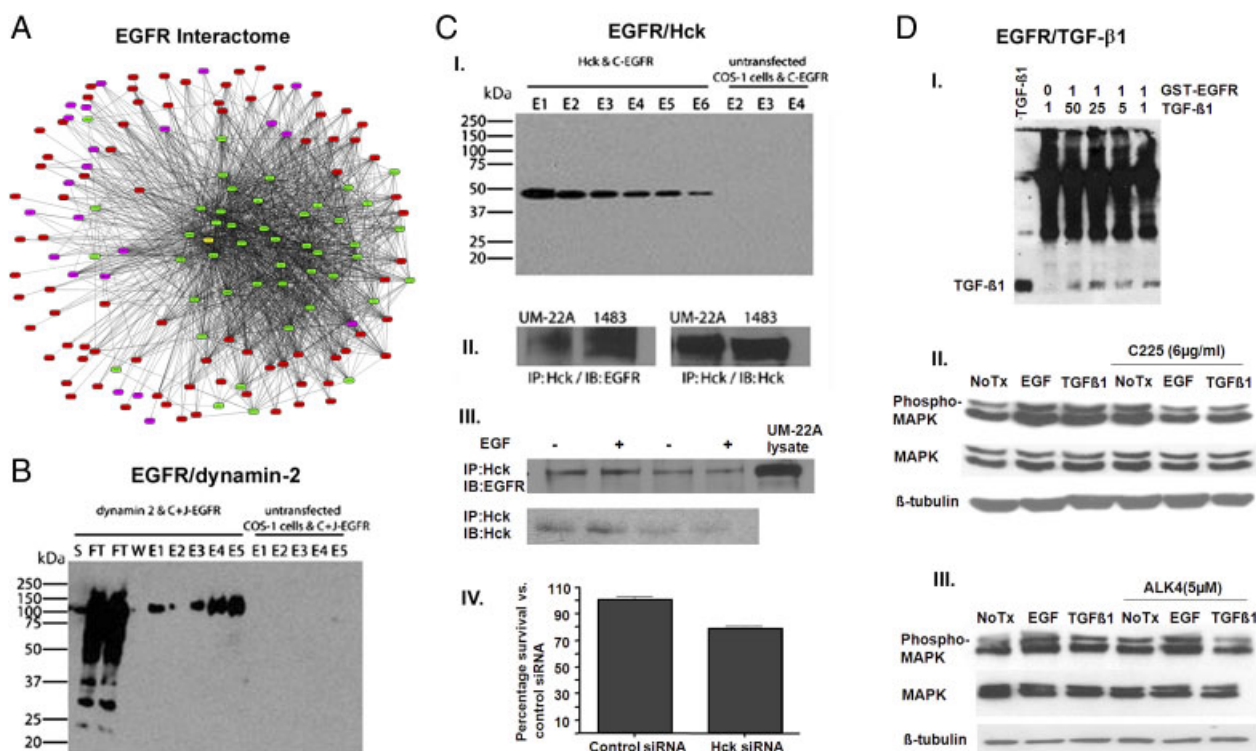 A
EGFR Interactome
B
EGFR/dynamin-2
dynamin 2 & C+J-EGFR
untransfected
COS-1 cells & C+J-EGFR
kDa
S FT FT W E1 E2 E3 E4 E5 E1 E2 E3 E4 E5
250
150
100
75
50
37
25
20
C
EGFR/Hck
I.
Hck & C-EGFR
untransfected
COS-1 cells & C-EGFR
kDa
E1 E2 E3 E4 E5 E6 E2 E3 E4
250
150
100
75
50
37
25
20
II.
UM-22A 1483
IP:Hck / IB:EGFR
UM-22A 1483
IP:Hck / IB:Hck
III.
EGF - + - +
UM-22A
lysate
IP:Hck
IB:EGFR
IP:Hck
IB:Hck
IV.
Percentage survival vs.
control siRNA
110
90
70
50
30
10
Control siRNA Hck siRNA
D
EGFR/TGF-β1
I.
TGF-ß1
0 1 1 1 1 GST-EGFR
1 50 25 5 1 TGF-ß1
TGF-ß1
II.
C225 (6µg/ml)
NoTx EGF TGFß1 NoTx EGF TGFß1
Phospho-
MAPK
MAPK
ß-tubulin
III.
ALK4(5µM)
NoTx EGF TGFß1 NoTx EGF TGFß1
Phospho-
MAPK
MAPK
ß-tubulin